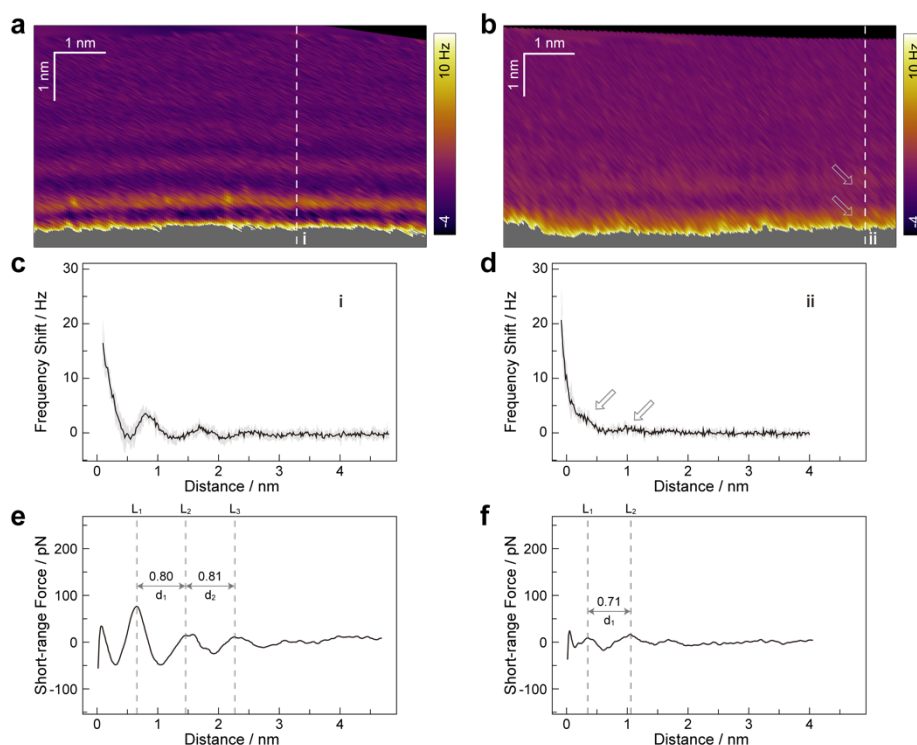 a
1 nm
1 nm
10 Hz
-4
i
b
1 nm
1 nm
10 Hz
-4
ii
c
Frequency Shift / Hz
30
20
10
0
i
0 1 2 3 4
Distance / nm
d
Frequency Shift / Hz
30
20
10
0
ii
0 1 2 3 4
Distance / nm
e
L₁ L₂ L₃
Short-range Force / pN
200
100
0
-100
0.80 0.81
d₁ d₂
0 1 2 3 4
Distance / nm
f
L₁ L₂
Short-range Force / pN
200
100
0
-100
0.71
d₁
0 1 2 3 4
Distance / nm